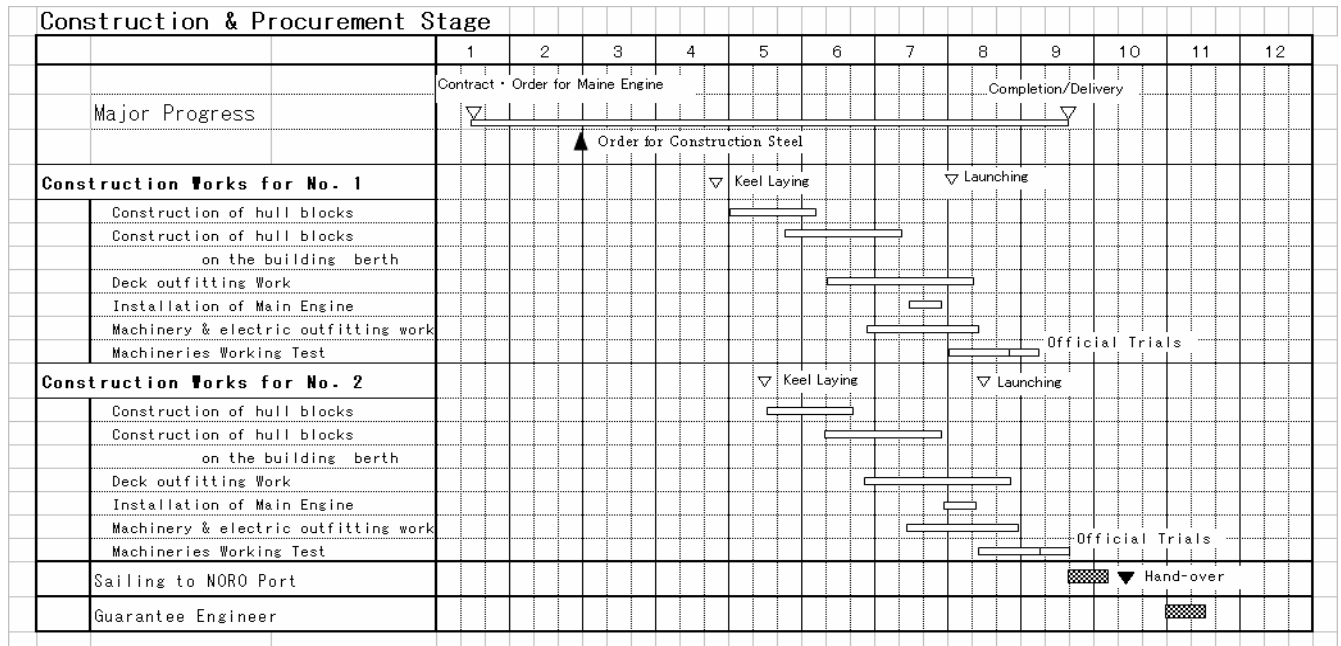 Construction & Procurement Stage
1 2 3 4 5 6 7 8 9 10 11 12
Contract・Order for Maine Engine
Completion/Delivery
Major Progress
Order for Construction Steel
Construction Works for No. 1
Keel Laying
Launching
Construction of hull blocks
Construction of hull blocks
on the building berth
Deck outfitting Work
Installation of Main Engine
Machinery & electric outfitting work
Machineries Working Test
Official Trials
Construction Works for No. 2
Keel Laying
Launching
Construction of hull blocks
Construction of hull blocks
on the building berth
Deck outfitting Work
Installation of Main Engine
Machinery & electric outfitting work
Machineries Working Test
Official Trials
Sailing to NORO Port
Hand-over
Guarantee Engineer